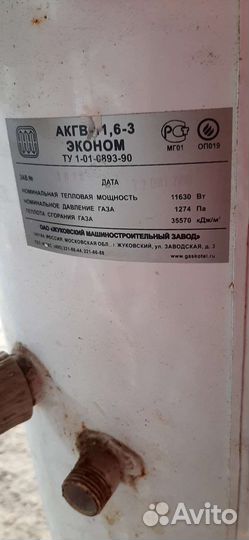 АКГВ-11,6-3
ЭКОНОМ
ТУ 1-01-0893-90
МГ01
ОП019
ЗАВ.№
ДАТА
НОМИНАЛЬНАЯ ТЕПЛОВАЯ МОЩНОСТЬ 11630 Вт
НОМИНАЛЬНОЕ ДАВЛЕНИЕ ГАЗА 1274 Па
ТЕПЛОТА СГОРАНИЯ ГАЗА 35570 кДж/м³
ОАО «ЖУКОВСКИЙ МАШИНОСТРОИТЕЛЬНЫЙ ЗАВОД»
РОССИЯ, МОСКОВСКАЯ ОБЛ., г ЖУКОВСКИЙ, УЛ. ЗАВОДСКАЯ, д. 3
www.gaskotel.ru
Avito